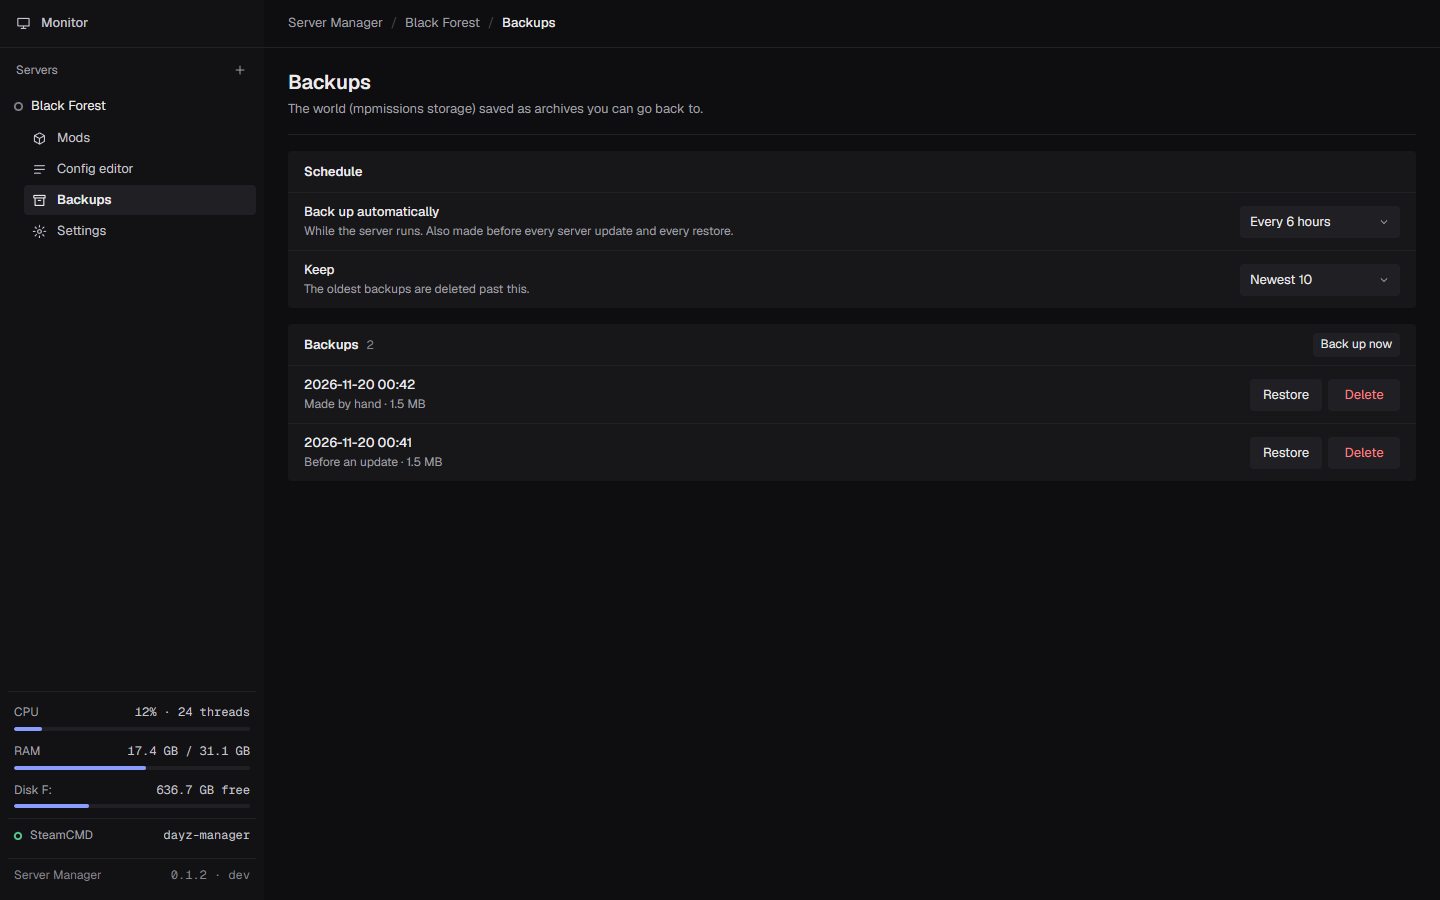 Monitor
Server Manager / Black Forest / Backups
Servers +
Black Forest
Mods
Config editor
Backups
Settings
Backups
The world (mpmissions storage) saved as archives you can go back to.
Schedule
Back up automatically
While the server runs. Also made before every server update and every restore.
Every 6 hours
Keep
The oldest backups are deleted past this.
Newest 10
Backups 2
Back up now
2026-11-20 00:42
Made by hand · 1.5 MB
Restore Delete
2026-11-20 00:41
Before an update · 1.5 MB
Restore Delete
CPU 12% · 24 threads
RAM 17.4 GB / 31.1 GB
Disk F: 636.7 GB free
SteamCMD dayz-manager
Server Manager 0.1.2 · dev